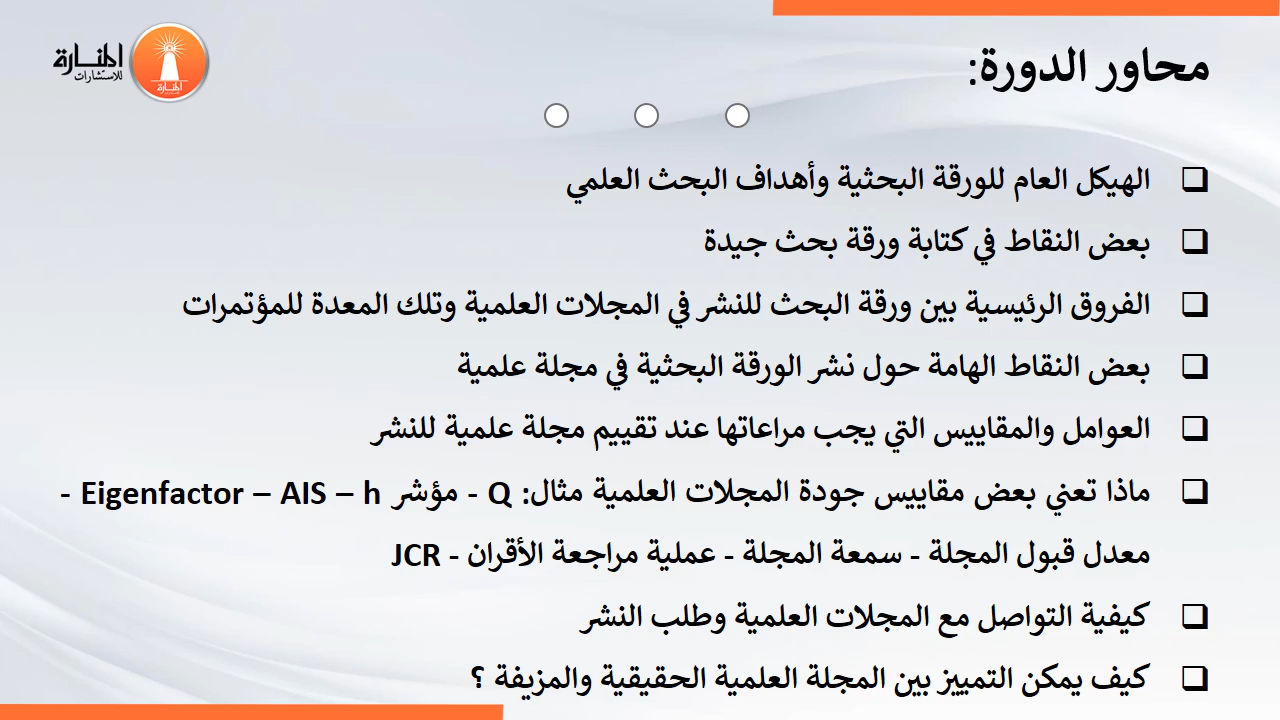 المنارة
للاستشارات
المنارة
محاور الدورة:
الهيكل العام للورقة البحثية وأهداف البحث العلمي
بعض النقاط في كتابة ورقة بحث جيدة
الفروق الرئيسية بين ورقة البحث للنشر في المجلات العلمية وتلك المعدة للمؤتمرات
بعض النقاط الهامة حول نشر الورقة البحثية في مجلة علمية
العوامل والمقاييس التي يجب مراعاتها عند تقييم مجلة علمية للنشر
ماذا تعني بعض مقاييس جودة المجلات العلمية مثال: Q - مؤشر Eigenfactor – AIS – h -
معدل قبول المجلة - سمعة المجلة - عملية مراجعة الأقران - JCR
كيفية التواصل مع المجلات العلمية وطلب النشر
كيف يمكن التمييز بين المجلة العلمية الحقيقية والمزيفة ؟